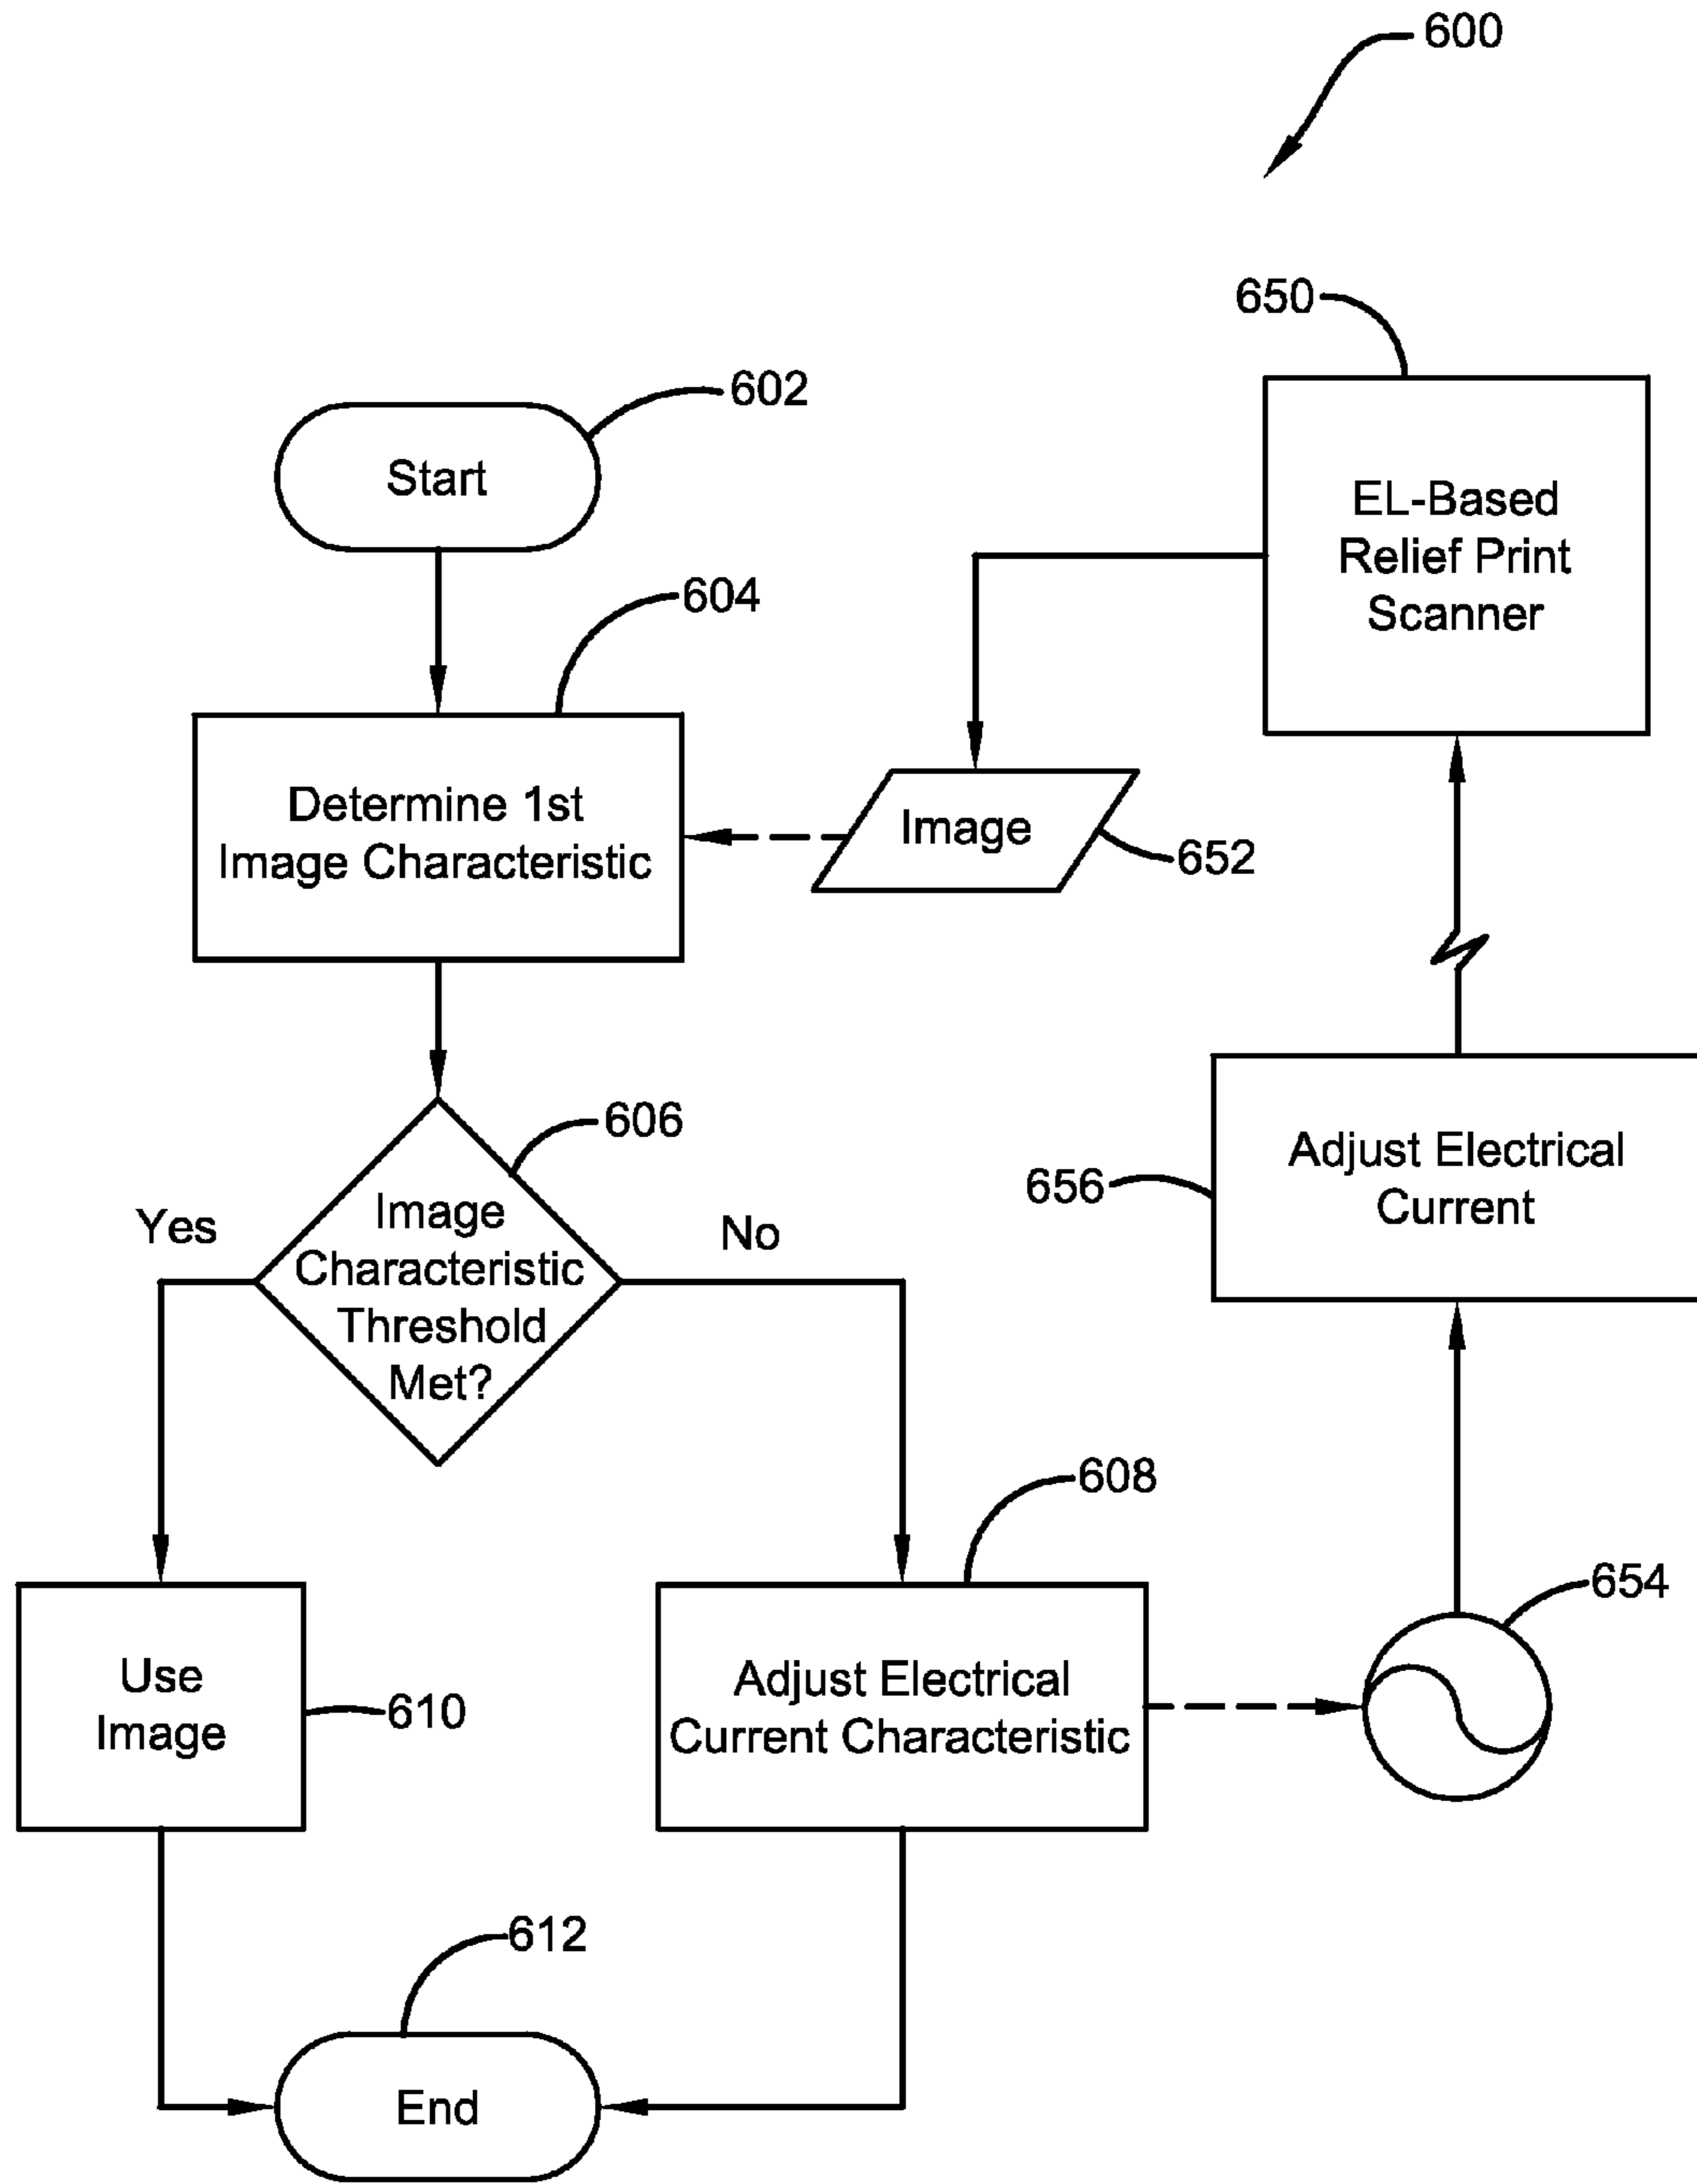 600
650
602
Start
EL-Based
Relief Print
Scanner
604
Determine 1st
Image Characteristic
Image
652
606
Yes
Image
Characteristic
Threshold
Met?
No
656
Adjust Electrical
Current
608
654
Use
Image
610
Adjust Electrical
Current Characteristic
612
End